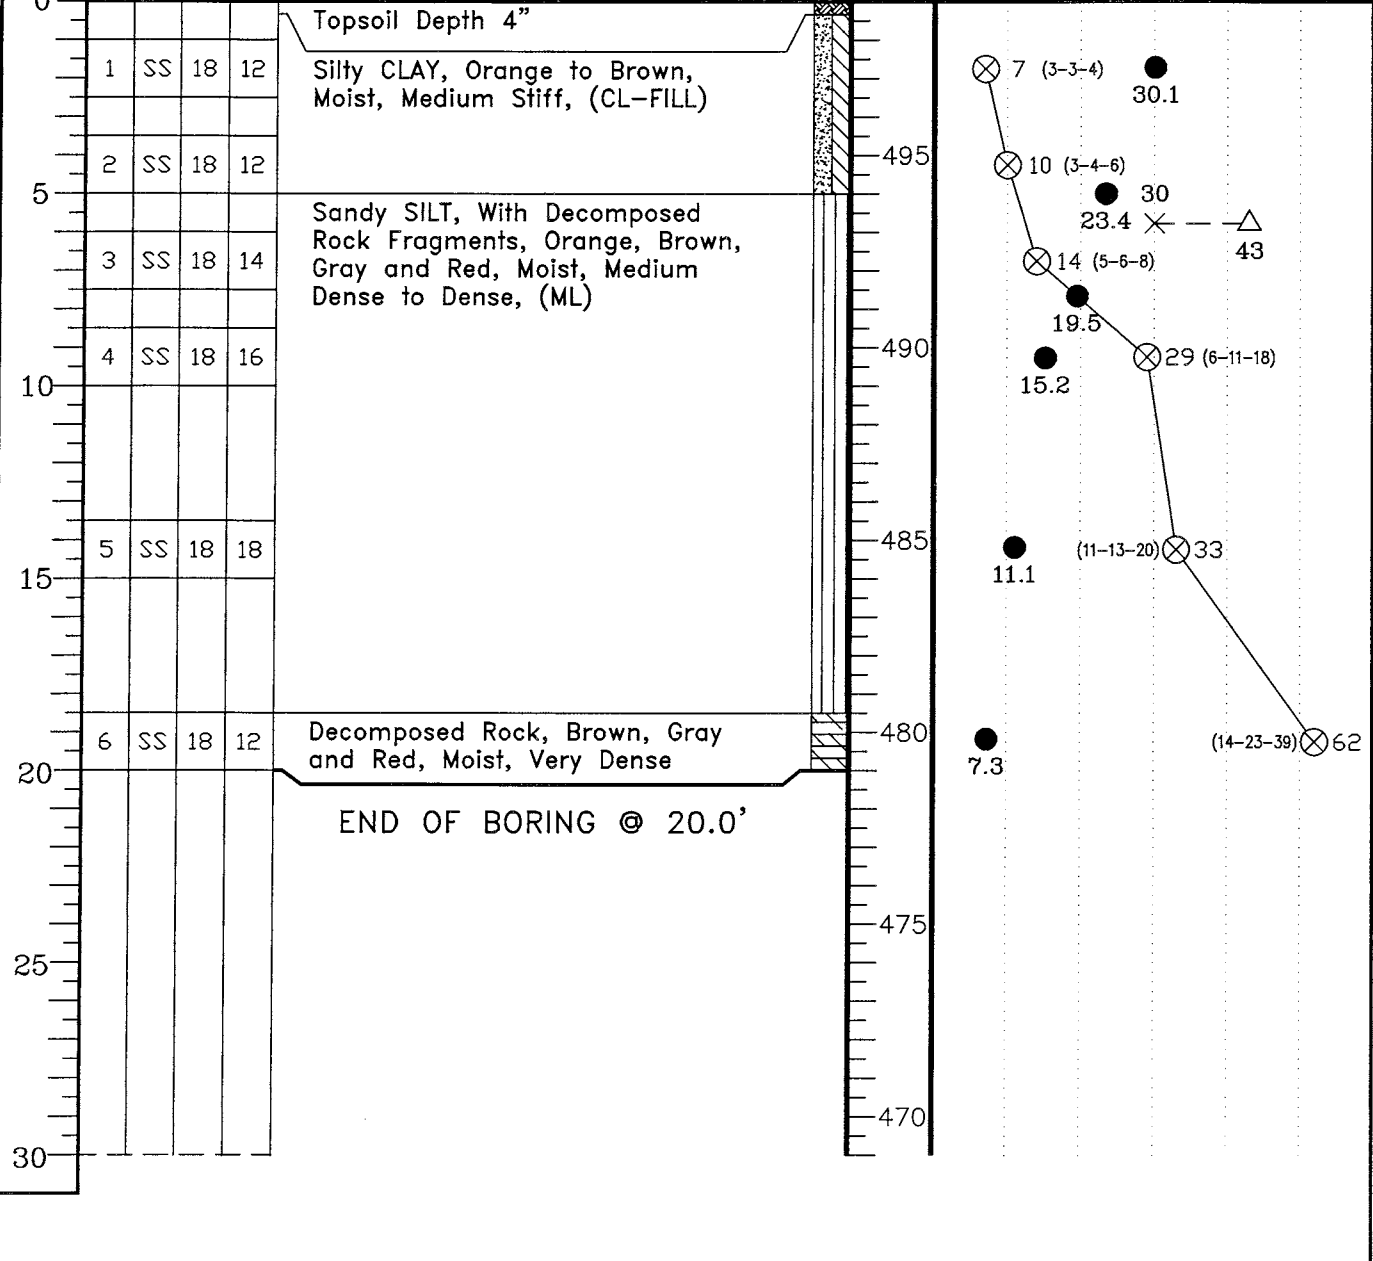 0
Topsoil Depth 4”
1 SS 18 12
Silty CLAY, Orange to Brown,
Moist, Medium Stiff, (CL-FILL)
7 (3-3-4)
30.1
2 SS 18 12
495
10 (3-4-6)
5
Sandy SILT, With Decomposed
Rock Fragments, Orange, Brown,
Gray and Red, Moist, Medium
Dense to Dense, (ML)
23.4
30
43
3 SS 18 14
14 (5-6-8)
19.5
4 SS 18 16
490
29 (6-11-18)
15.2
10
5 SS 18 18
485
(11-13-20) 33
11.1
15
6 SS 18 12
Decomposed Rock, Brown, Gray
and Red, Moist, Very Dense
480
(14-23-39) 62
7.3
20
END OF BORING @ 20.0’
475
25
470
30